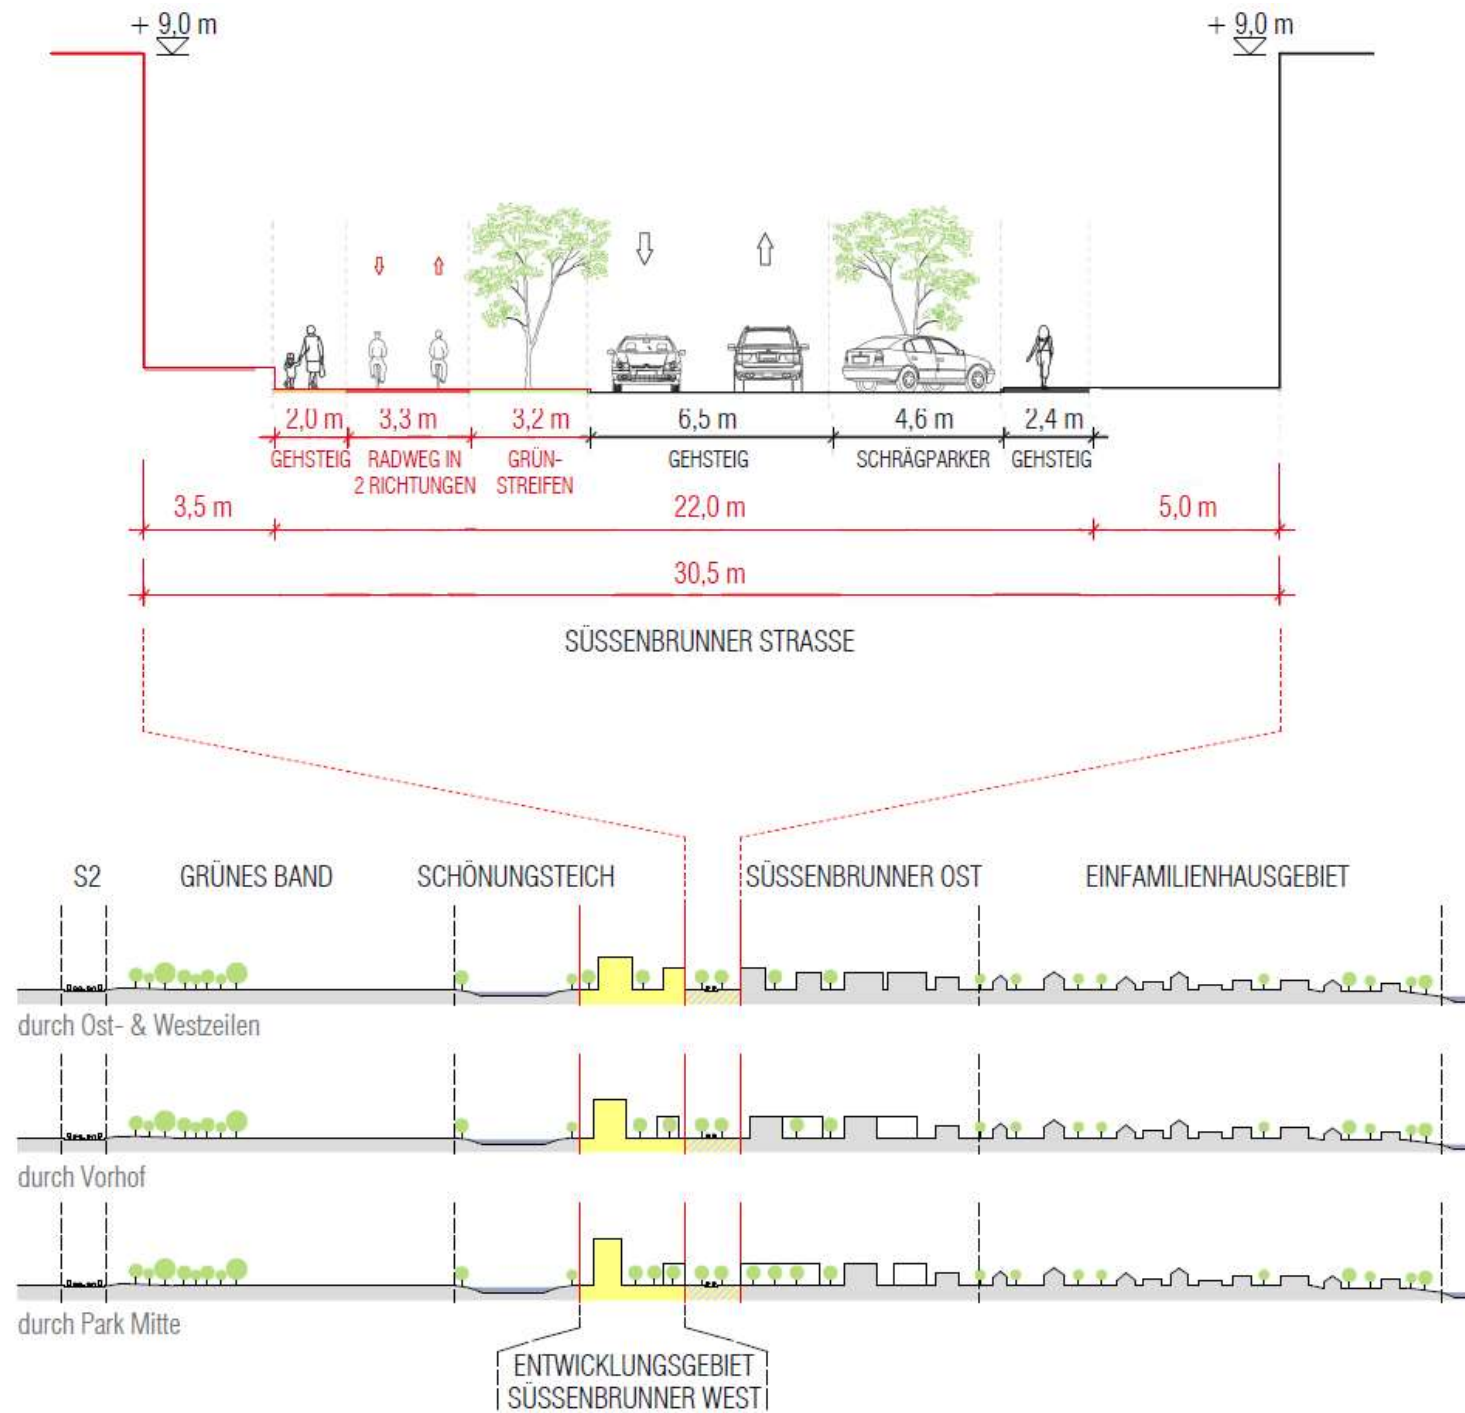 + 9,0 m
+ 9,0 m
2,0 m
3,3 m
3,2 m
6,5 m
4,6 m
2,4 m
GEHSTEIG
RADWEG IN
2 RICHTUNGEN
GRÜN-
STREIFEN
GEHSTEIG
SCHRÄGPARKER
GEHSTEIG
3,5 m
22,0 m
5,0 m
30,5 m
SÜSSENBRUNNER STRASSE
S2
GRÜNES BAND
SCHÖNUNGSTEICH
SÜSSENBRUNNER OST
EINFAMILIENHAUSGEBIET
durch Ost- & Westzeilen
durch Vorhof
durch Park Mitte
ENTWICKLUNGSGEBIET
SÜSSENBRUNNER WEST